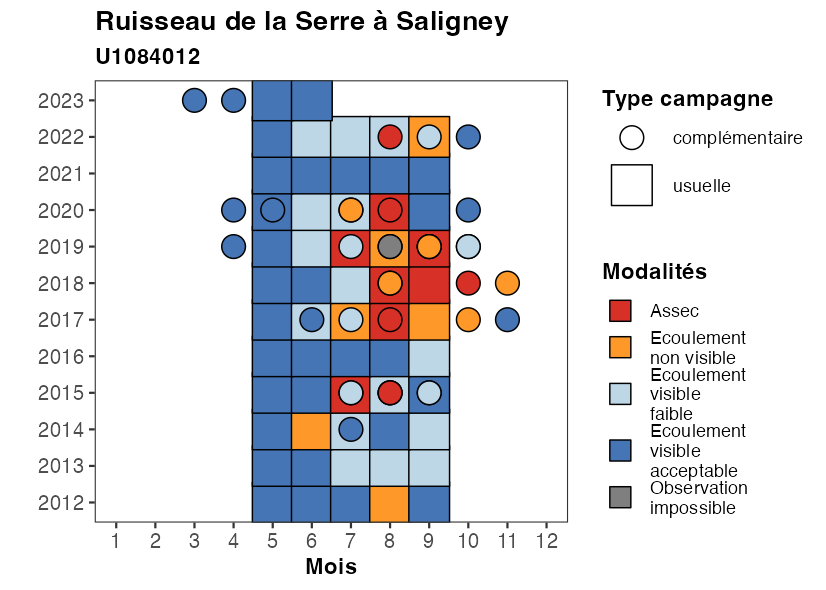 Ruisseau de la Serre à Saligney
U1084012
2023
2022
2021
2020
2019
2018
2017
2016
2015
2014
2013
2012
1 2 3 4 5 6 7 8 9 10 11 12
Mois
Type campagne
complémentaire
usuelle
Modalités
Assec
Ecoulement
non visible
Ecoulement
visible
faible
Ecoulement
visible
acceptable
Observation
impossible